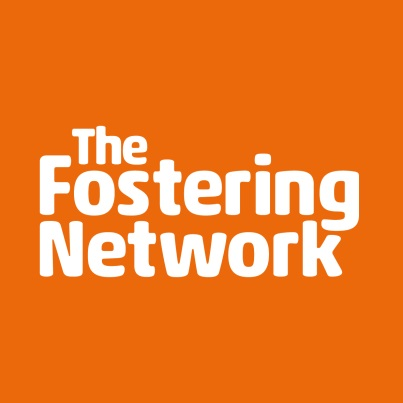 The
Fostering
Network